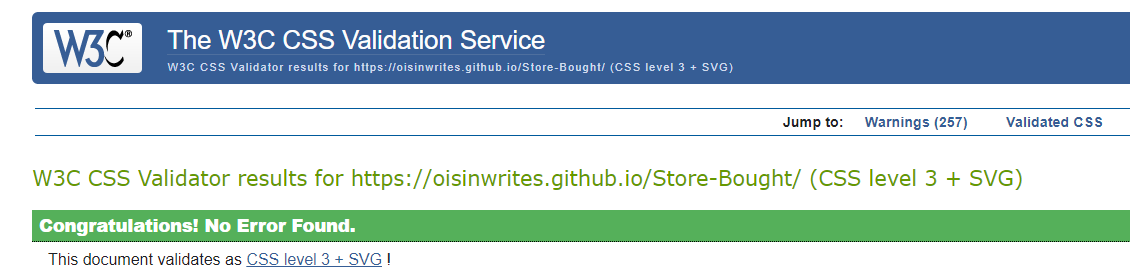 W3C® The W3C CSS Validation Service
W3C CSS Validator results for https://oisinwrites.github.io/Store-Bought/ (CSS level 3 + SVG)
Jump to: Warnings (257) Validated CSS
W3C CSS Validator results for https://oisinwrites.github.io/Store-Bought/ (CSS level 3 + SVG)
Congratulations! No Error Found.
This document validates as CSS level 3 + SVG !